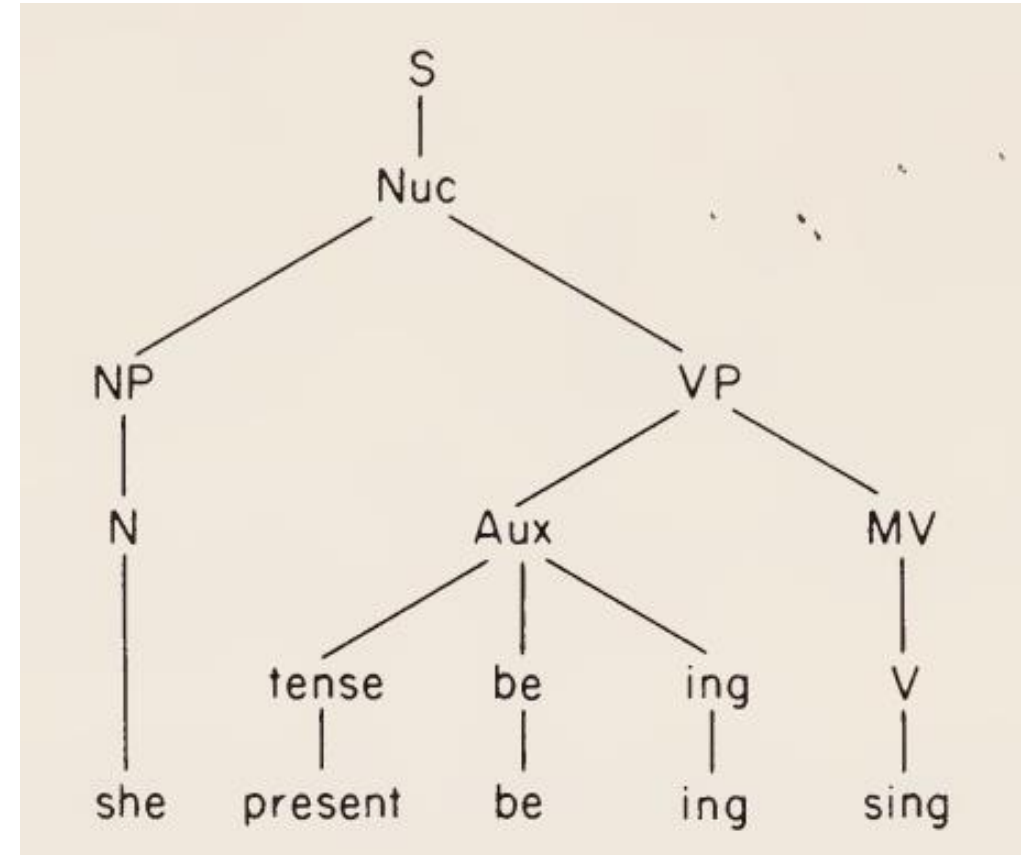 S
Nuc
NP VP
N Aux MV
tense be ing V
she present be ing sing